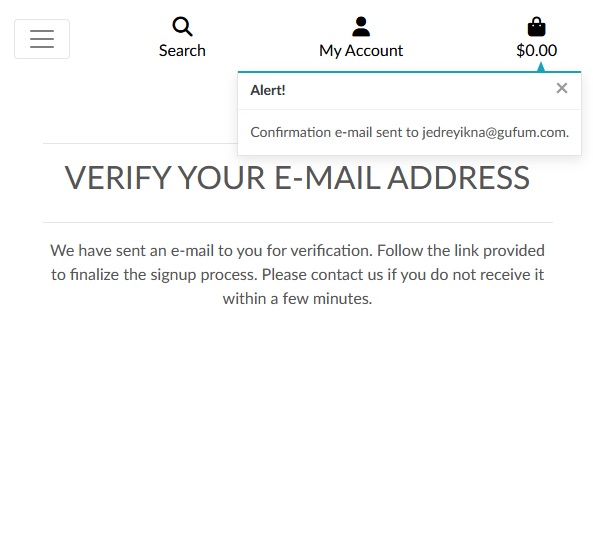 Search
My Account
$0.00
Alert!
×
Confirmation e-mail sent to jedreyikna@gufum.com.
VERIFY YOUR E-MAIL ADDRESS
We have sent an e-mail to you for verification. Follow the link provided
to finalize the signup process. Please contact us if you do not receive it
within a few minutes.